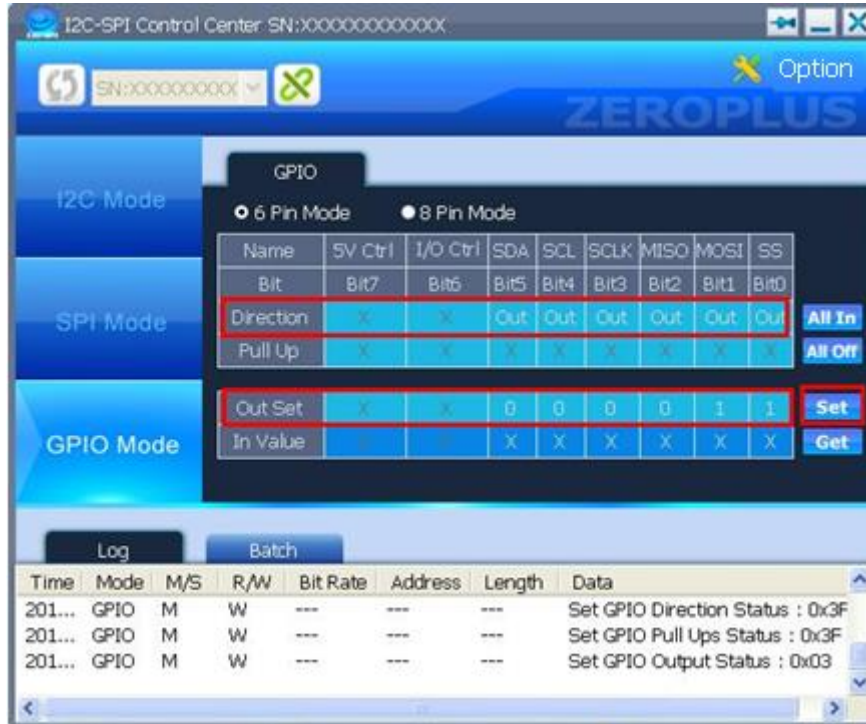 I2C-SPI Control Center SN:XXXXXXXXXXXXX
SN:XXXXXXXXX
Option
ZEROPLUS
I2C Mode
SPI Mode
GPIO Mode
GPIO
6 Pin Mode 8 Pin Mode
Name 5V Ctrl I/O Ctrl SDA SCL SCLK MISO MOSI SS
Bit Bit7 Bit6 Bit5 Bit4 Bit3 Bit2 Bit1 Bit0
Direction X X Out Out Out Out Out Out All In
Pull Up X X X X X X X X All Off
Out Set X X 0 0 0 0 1 1 Set
In Value X X X X X X X X Get
Log Batch
Time Mode M/S R/W Bit Rate Address Length Data
201... GPIO M W --- --- --- Set GPIO Direction Status : 0x3F
201... GPIO M W --- --- --- Set GPIO Pull Ups Status : 0x3F
201... GPIO M W --- --- --- Set GPIO Output Status : 0x03